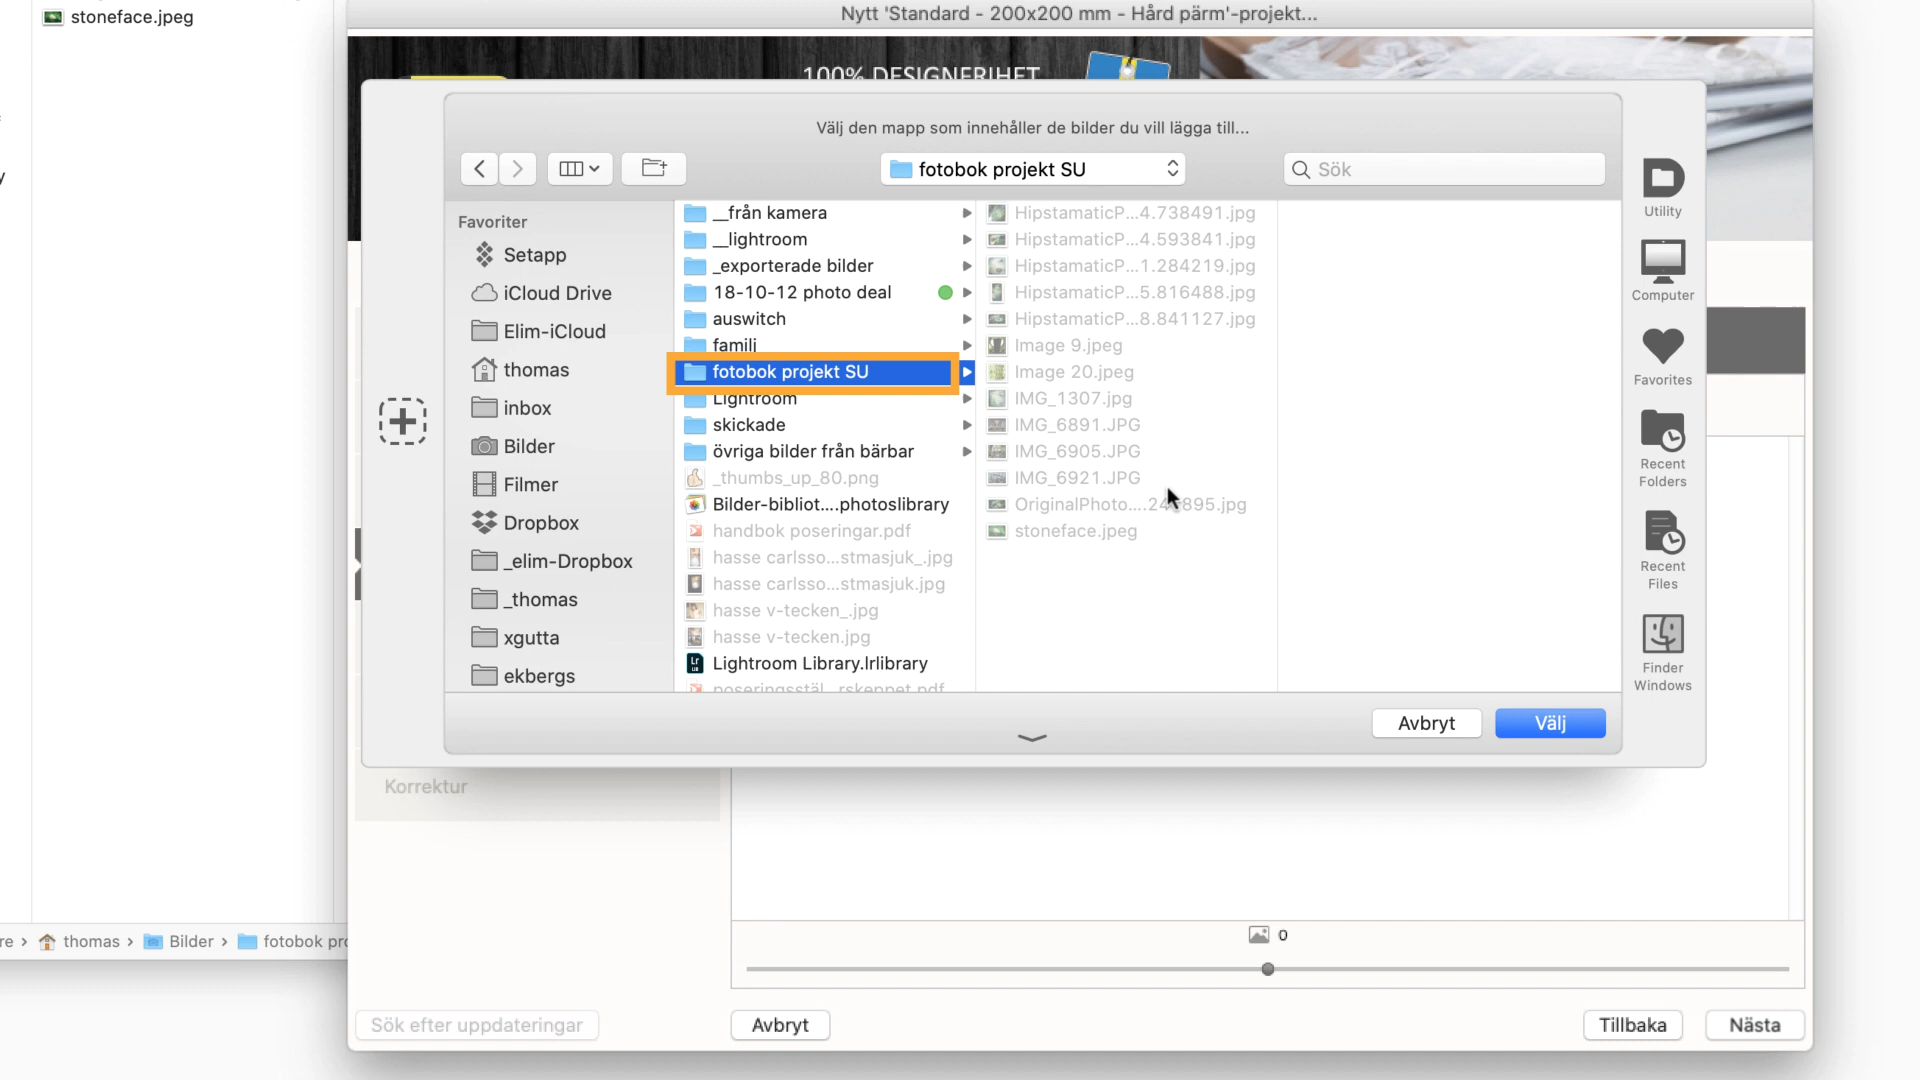 stoneface.jpeg
Nytt 'Standard - 200x200 mm - Hård pärm'-projekt...
100% DESIGNFRIHET
Välj den mapp som innehåller de bilder du vill lägga till...
fotobok projekt SU
Sök
Favoriter
Setapp
iCloud Drive
Elim-iCloud
thomas
inbox
Bilder
Filmer
Dropbox
_elim-Dropbox
_thomas
xgutta
ekbergs
__från kamera
__lightroom
_exporterade bilder
18-10-12 photo deal
auswitch
familj
fotobok projekt SU
Lightroom
skickade
övriga bilder från bärbar
_thumbs_up_80.png
Bilder-bibliot....photoslibrary
handbok poseringar.pdf
hasse carlsso...stmasjuk_.jpg
hasse carlsso...stmasjuk.jpg
hasse v-tecken_.jpg
hasse v-tecken.jpg
Lightroom Library.lrlibrary
poseringsstäl...rskeppet.pdf
HipstamaticP...4.738491.jpg
HipstamaticP...4.593841.jpg
HipstamaticP...1.284219.jpg
HipstamaticP...5.816488.jpg
HipstamaticP...8.841127.jpg
Image 9.jpeg
Image 20.jpeg
IMG_1307.jpg
IMG_6891.JPG
IMG_6905.JPG
IMG_6921.JPG
stoneface.jpeg
Utility
Computer
Favorites
Recent
Folders
Recent
Files
Finder
Windows
Avbryt
Välj
Korrektur
re › thomas › Bilder › fotobok pro
0
Sök efter uppdateringar
Avbryt
Tillbaka
Nästa